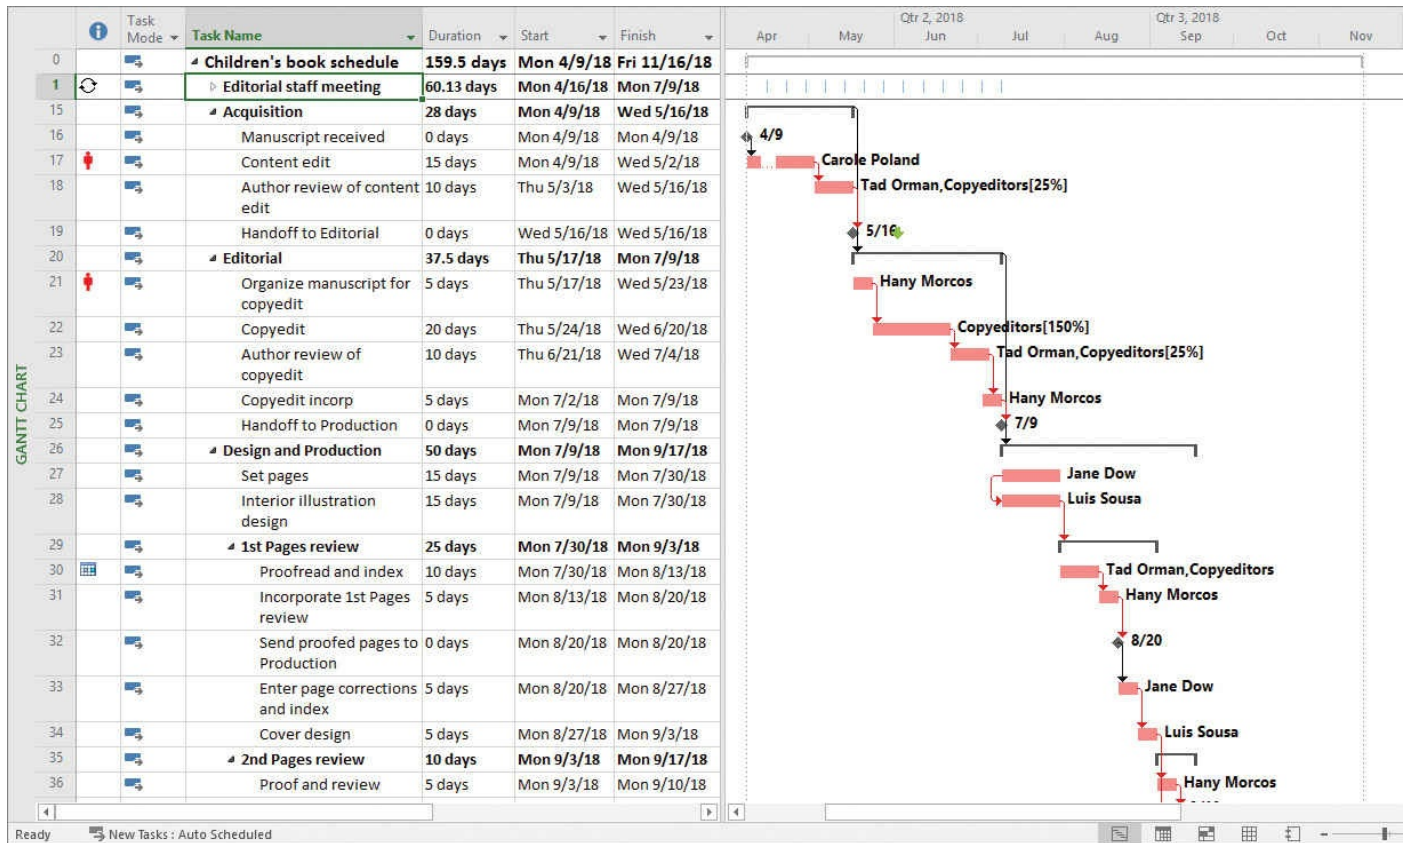 Qtr 2, 2018 Qtr 3, 2018
Task Mode Task Name Duration Start Finish Apr May Jun Jul Aug Sep Oct Nov
0 Children's book schedule 159.5 days Mon 4/9/18 Fri 11/16/18
1 Editorial staff meeting 60.13 days Mon 4/16/18 Mon 7/9/18
15 Acquisition 28 days Mon 4/9/18 Wed 5/16/18
16 Manuscript received 0 days Mon 4/9/18 Mon 4/9/18 4/9
17 Content edit 15 days Mon 4/9/18 Wed 5/2/18 Carole Poland
18 Author review of content edit 10 days Thu 5/3/18 Wed 5/16/18 Tad Orman,Copyeditors[25%]
19 Handoff to Editorial 0 days Wed 5/16/18 Wed 5/16/18 5/16
20 Editorial 37.5 days Thu 5/17/18 Mon 7/9/18
21 Organize manuscript for copyedit 5 days Thu 5/17/18 Wed 5/23/18 Hany Morcos
22 Copyedit 20 days Thu 5/24/18 Wed 6/20/18 Copyeditors[150%]
23 Author review of copyedit 10 days Thu 6/21/18 Wed 7/4/18 Tad Orman,Copyeditors[25%]
24 Copyedit incorp 5 days Mon 7/2/18 Mon 7/9/18 Hany Morcos
25 Handoff to Production 0 days Mon 7/9/18 Mon 7/9/18 7/9
26 Design and Production 50 days Mon 7/9/18 Mon 9/17/18
27 Set pages 15 days Mon 7/9/18 Mon 7/30/18 Jane Dow
28 Interior illustration design 15 days Mon 7/9/18 Mon 7/30/18 Luis Sousa
29 1st Pages review 25 days Mon 7/30/18 Mon 9/3/18
30 Proofread and index 10 days Mon 7/30/18 Mon 8/13/18 Tad Orman,Copyeditors
31 Incorporate 1st Pages review 5 days Mon 8/13/18 Mon 8/20/18 Hany Morcos
32 Send proofed pages to Production 0 days Mon 8/20/18 Mon 8/20/18 8/20
33 Enter page corrections and index 5 days Mon 8/20/18 Mon 8/27/18 Jane Dow
34 Cover design 5 days Mon 8/27/18 Mon 9/3/18 Luis Sousa
35 2nd Pages review 10 days Mon 9/3/18 Mon 9/17/18
36 Proof and review 5 days Mon 9/3/18 Mon 9/10/18 Hany Morcos
GANTT CHART
Ready New Tasks : Auto Scheduled